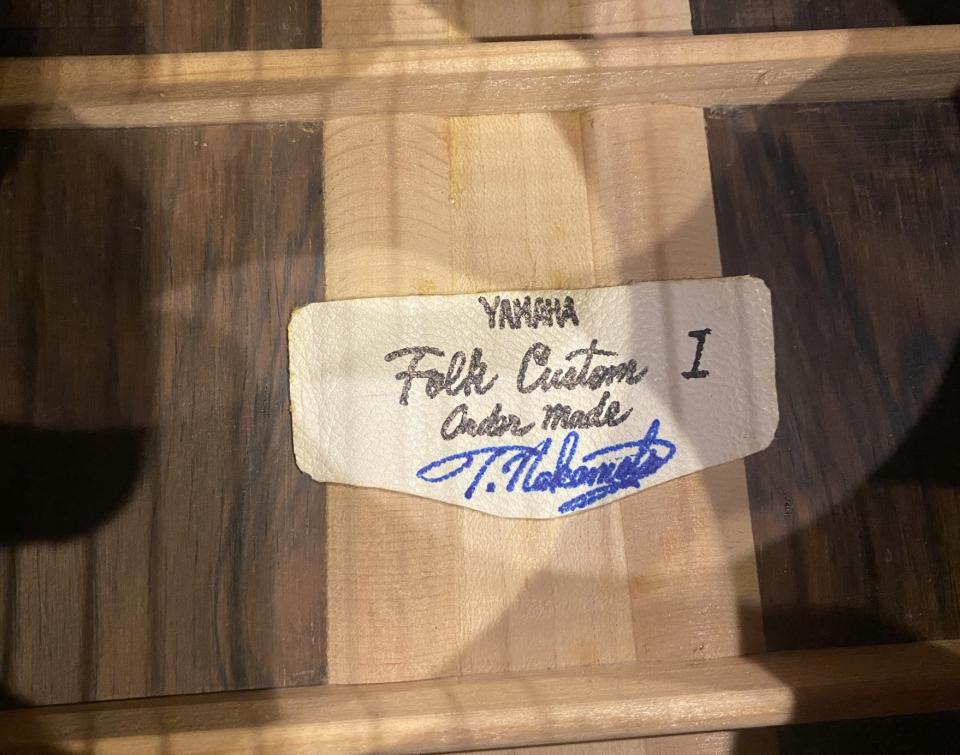 YAMAHA
Folk Custom I
Order Made
T. Nakamoto